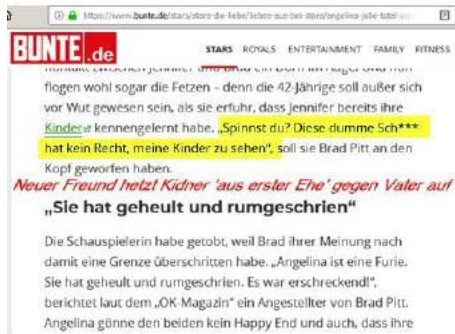 https://www.bunte.de/stars/stars-die-liebe/liebes-aus-bei-stars/angelina-jolie-total-
BUNTE.de STARS ROYALS ENTERTAINMENT FAMILY FITNESS
flogen wohl sogar die Fetzen – denn die 42-Jährige soll außer sich
vor Wut gewesen sein, als sie erfuhr, dass Jennifer bereits ihre
Kinder kennengelernt habe. „Spinnst du? Diese dumme Sch***
hat kein Recht, meine Kinder zu sehen“, soll sie Brad Pitt an den
Kopf geworfen haben.
Neuer Freund hetzt Kidner 'aus erster Ehe' gegen Vater auf
„Sie hat geheult und rumgeschrien“
Die Schauspielerin habe getobt, weil Brad ihrer Meinung nach
damit eine Grenze überschritten habe. „Angelina ist eine Furie.
Sie hat geheult und rumgeschrien. Es war erschreckend!“,
berichtet laut dem „OK-Magazin“ ein Angestellter von Brad Pitt.
Angelina gönne den beiden kein Happy End und auch, dass ihre